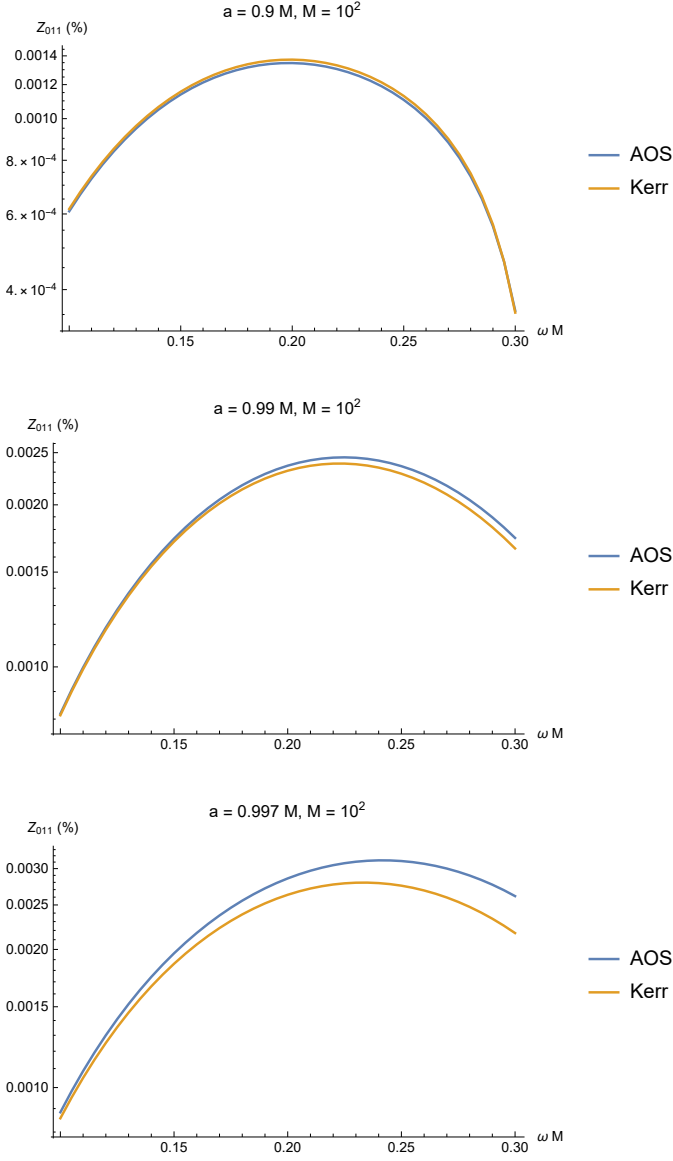 a = 0.9 M, M = 10²
Z₀₁₁ (%)
0.0014
0.0012
0.0010
8. × 10⁻⁴
6. × 10⁻⁴
4. × 10⁻⁴
0.15 0.20 0.25 0.30 ω M
AOS
Kerr
a = 0.99 M, M = 10²
Z₀₁₁ (%)
0.0025
0.0020
0.0015
0.0010
0.15 0.20 0.25 0.30 ω M
AOS
Kerr
a = 0.997 M, M = 10²
Z₀₁₁ (%)
0.0030
0.0025
0.0020
0.0015
0.0010
0.15 0.20 0.25 0.30 ω M
AOS
Kerr